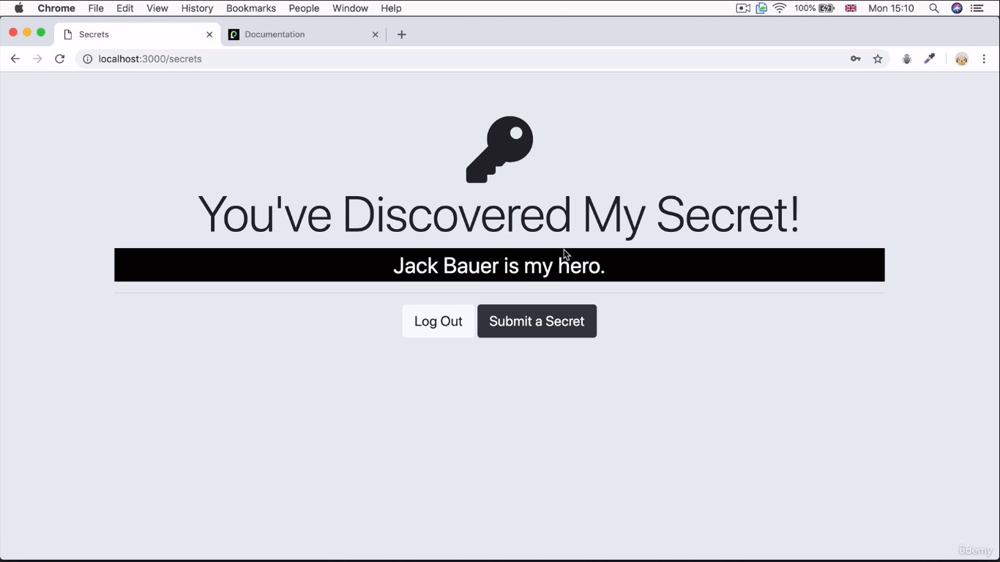 Chrome File Edit View History Bookmarks People Window Help 100% Mon 15:10
Secrets Documentation
localhost:3000/secrets
You've Discovered My Secret!
Jack Bauer is my hero.
Log Out Submit a Secret
ûdemy